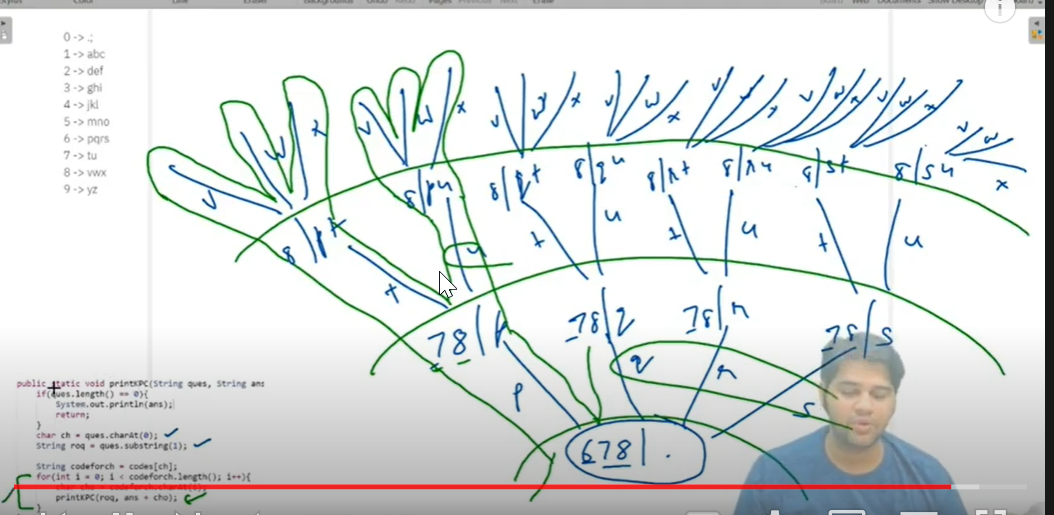 0 -> .;
1 -> abc
2 -> def
3 -> ghi
4 -> jkl
5 -> mno
6 -> pqrs
7 -> tu
8 -> vwx
9 -> yz
v w x v w x v w x v w x v w x v w x v w x v w x
8|pt 8|pu 8|qt 8|qu 8|rt 8|ru 8|st 8|su
t u t u t u t u
78|p 78|q 78|r 78|s
p q r s
678| .
public static void printKPC(String ques, String ans
if(ques.length() == 0){
System.out.println(ans);
return;
}
char ch = ques.charAt(0);
String roq = ques.substring(1);
String codeforch = codes[ch];
for(int i = 0; i < codeforch.length(); i++){
printKPC(roq, ans + cho);
}